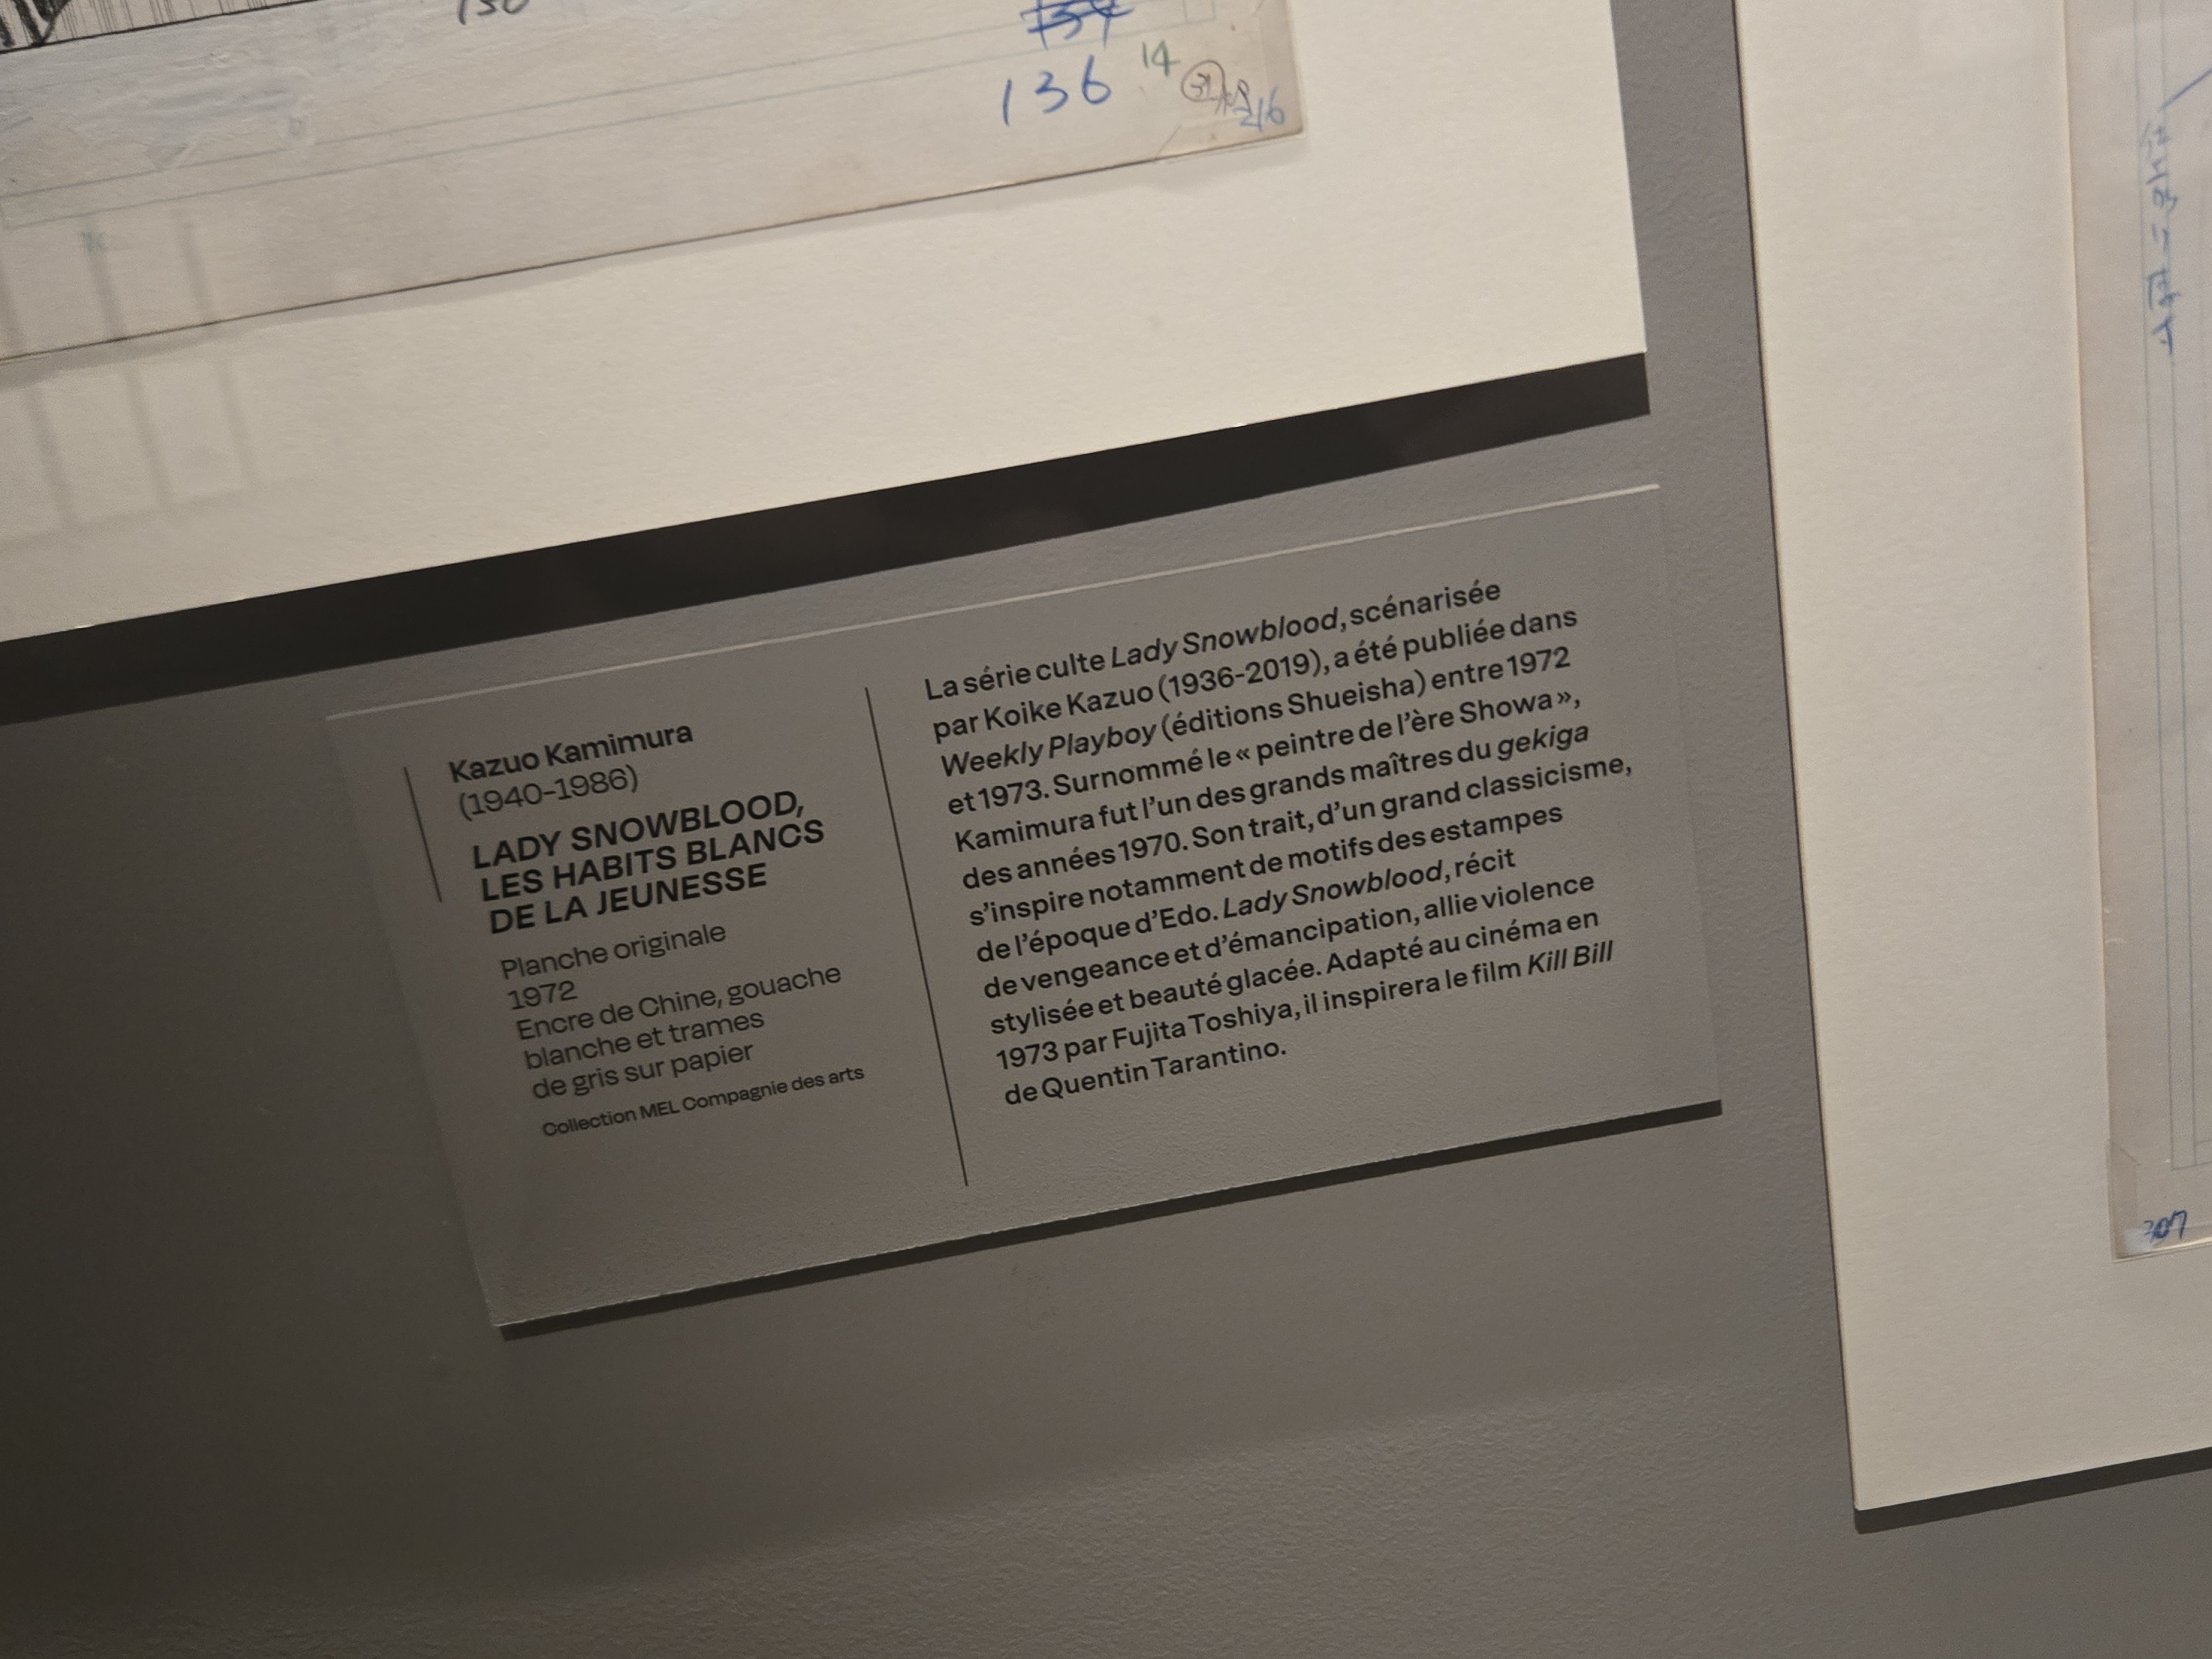 136
14
Kazuo Kamimura
(1940–1986)
LADY SNOWBLOOD,
LES HABITS BLANCS
DE LA JEUNESSE
Planche originale
1972
Encre de Chine, gouache
blanche et trames
de gris sur papier
Collection MEL Compagnie des arts
La série culte Lady Snowblood, scénarisée
par Koike Kazuo (1936-2019), a été publiée dans
Weekly Playboy (éditions Shueisha) entre 1972
et 1973. Surnommé le « peintre de l’ère Showa »,
Kamimura fut l’un des grands maîtres du gekiga
des années 1970. Son trait, d’un grand classicisme,
s’inspire notamment de motifs des estampes
de l’époque d’Edo. Lady Snowblood, récit
de vengeance et d’émancipation, allie violence
stylisée et beauté glacée. Adapté au cinéma en
1973 par Fujita Toshiya, il inspirera le film Kill Bill
de Quentin Tarantino.
307